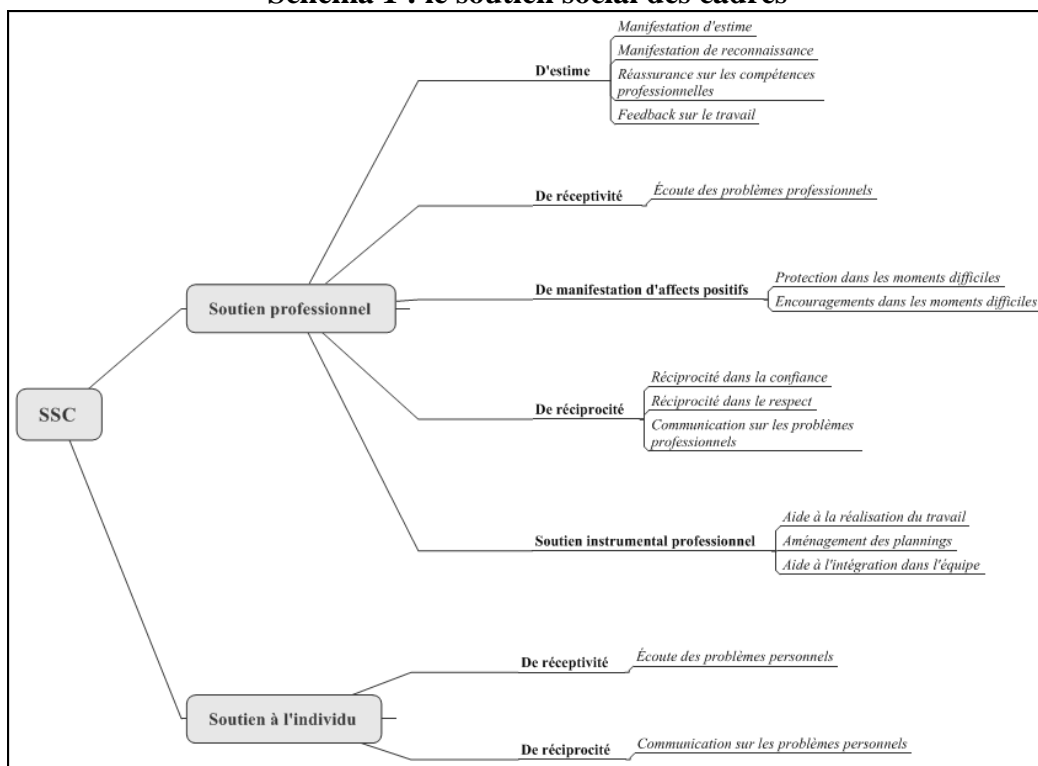 Schéma 1 : le soutien social des cadres
Manifestation d'estime
Manifestation de reconnaissance
D'estime
Réassurance sur les compétences
professionnelles
Feedback sur le travail
De réceptivité
Écoute des problèmes professionnels
De manifestation d'affects positifs
Protection dans les moments difficiles
Encouragements dans les moments difficiles
Soutien professionnel
Réciprocité dans la confiance
De réciprocité
Réciprocité dans le respect
Communication sur les problèmes
professionnels
SSC
Soutien instrumental professionnel
Aide à la réalisation du travail
Aménagement des plannings
Aide à l'intégration dans l'équipe
De réceptivité
Écoute des problèmes personnels
Soutien à l'individu
De réciprocité
Communication sur les problèmes personnels